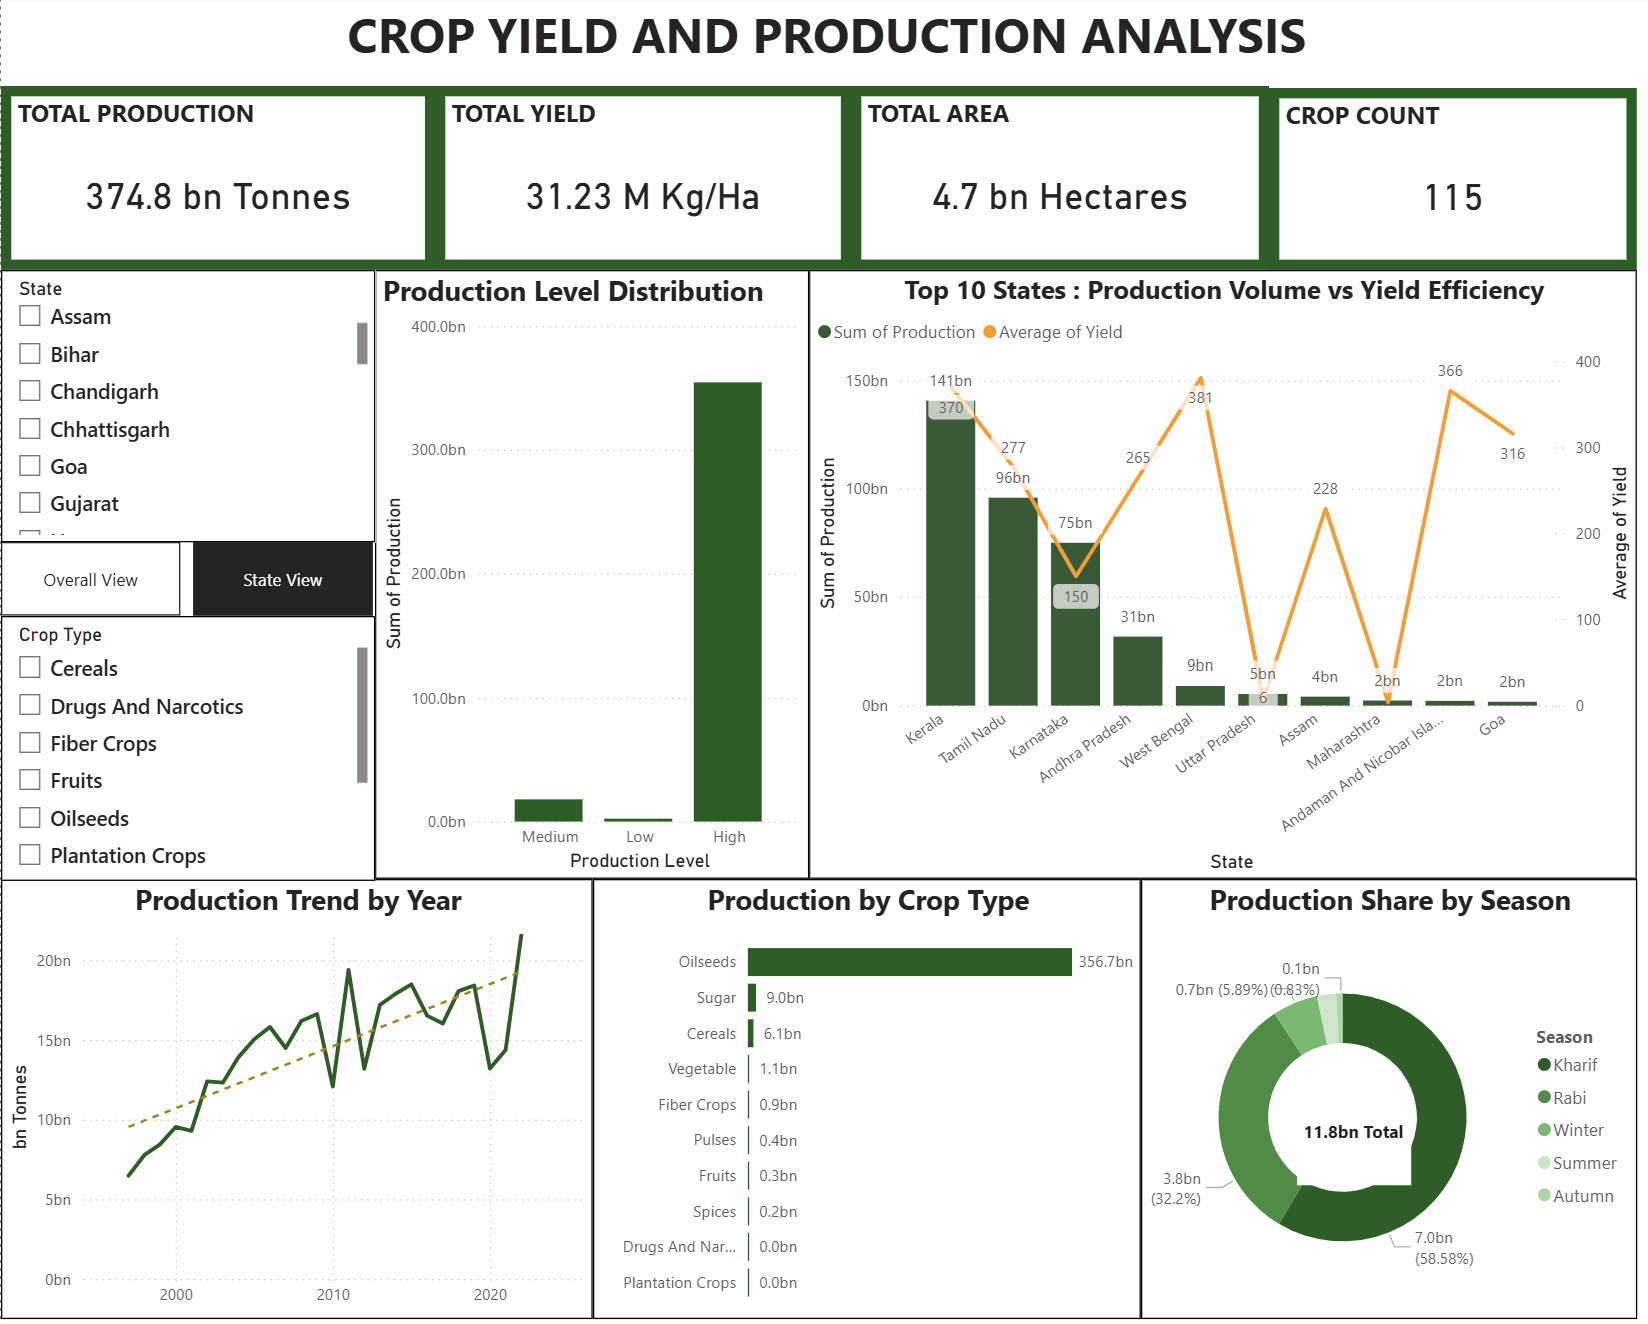 CROP YIELD AND PRODUCTION ANALYSIS
TOTAL PRODUCTION
374.8 bn Tonnes
TOTAL YIELD
31.23 M Kg/Ha
TOTAL AREA
4.7 bn Hectares
CROP COUNT
115
State
Assam
Bihar
Chandigarh
Chhattisgarh
Goa
Gujarat
Overall View
State View
Crop Type
Cereals
Drugs And Narcotics
Fiber Crops
Fruits
Oilseeds
Plantation Crops
Production Level Distribution
Sum of Production
400.0bn
300.0bn
200.0bn
100.0bn
0.0bn
Medium
Low
High
Production Level
Top 10 States : Production Volume vs Yield Efficiency
Sum of Production
Average of Yield
Sum of Production
150bn
100bn
50bn
0bn
141bn
370
277
96bn
75bn
150
265
31bn
381
9bn
5bn
6
228
4bn
2bn
366
2bn
316
2bn
400
300
200
100
0
Average of Yield
Kerala
Tamil Nadu
Karnataka
Andhra Pradesh
West Bengal
Uttar Pradesh
Assam
Maharashtra
Andaman And Nicobar Isla...
Goa
State
Production Trend by Year
bn Tonnes
20bn
15bn
10bn
5bn
0bn
2000
2010
2020
Production by Crop Type
Oilseeds
356.7bn
Sugar
9.0bn
Cereals
6.1bn
Vegetable
1.1bn
Fiber Crops
0.9bn
Pulses
0.4bn
Fruits
0.3bn
Spices
0.2bn
Drugs And Nar...
0.0bn
Plantation Crops
0.0bn
Production Share by Season
0.1bn
(0.83%)
0.7bn (5.89%)
3.8bn
(32.2%)
7.0bn
(58.58%)
11.8bn Total
Season
Kharif
Rabi
Winter
Summer
Autumn